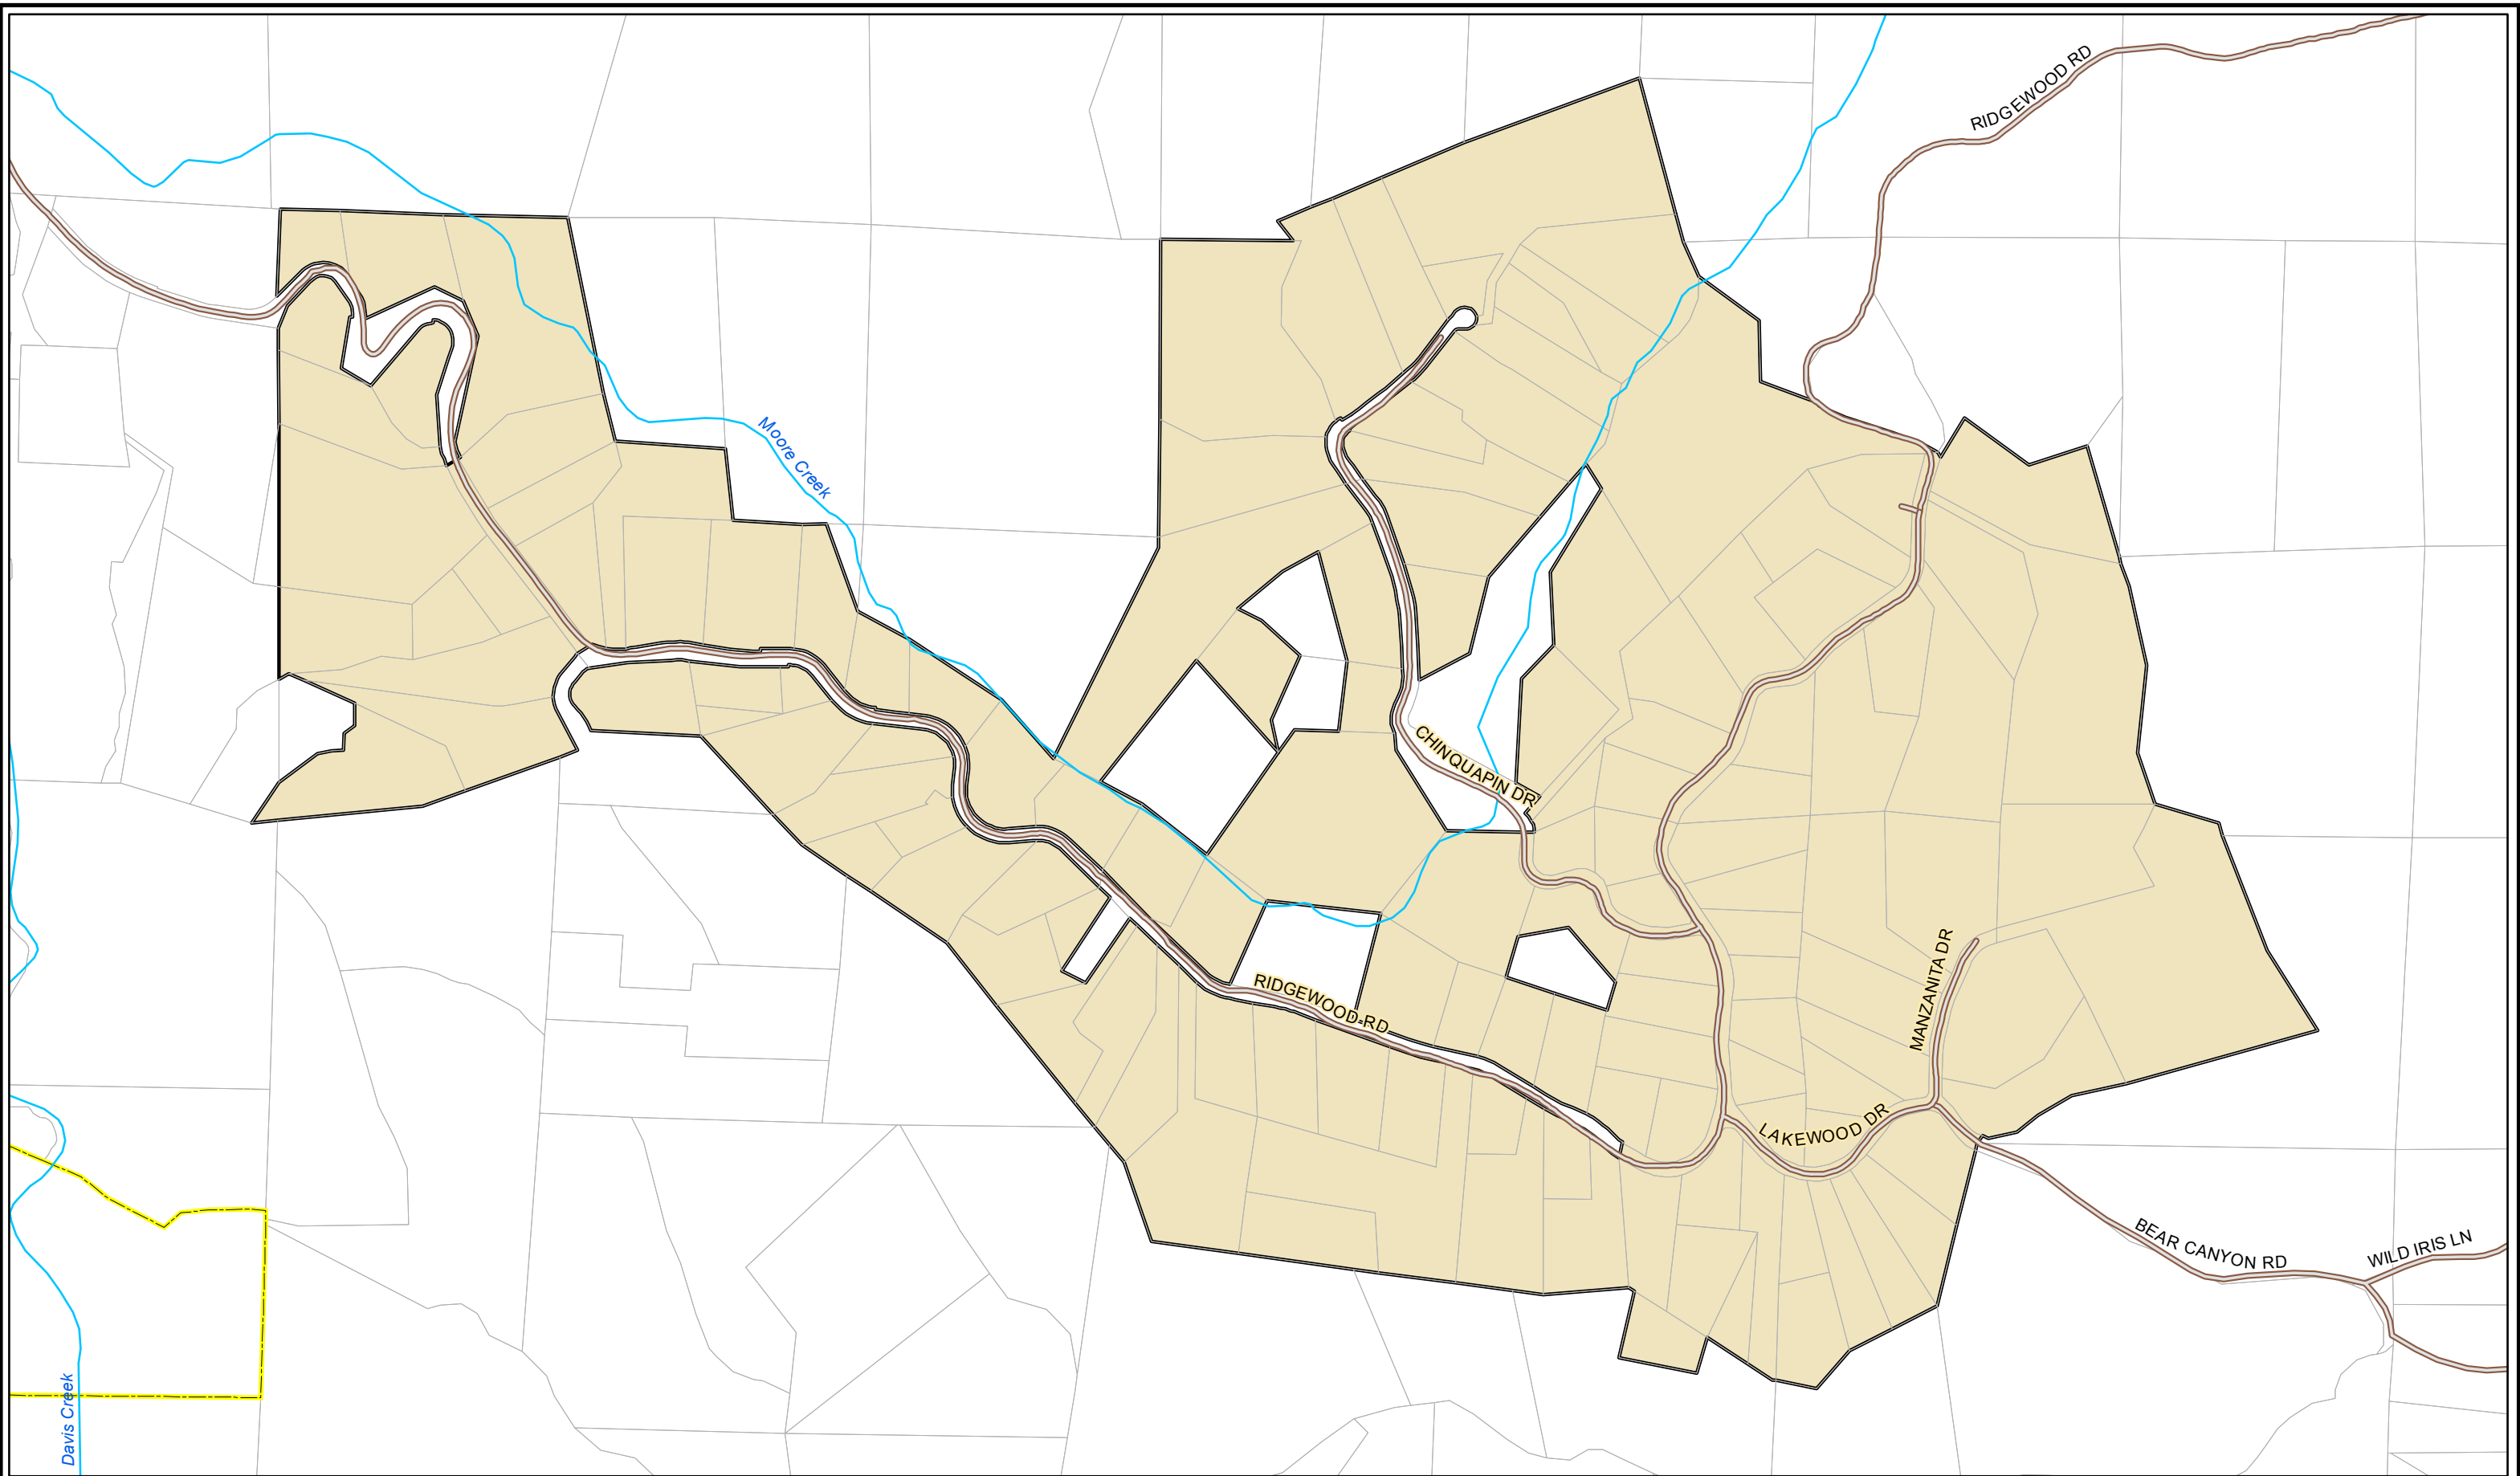 RIDGEWOOD RD
Moore Creek
CHINQUAPIN DR
RIDGEWOOD RD
MANZANITA DR
LAKEWOOD DR
BEAR CANYON RD
WILD IRIS LN
Davis Creek